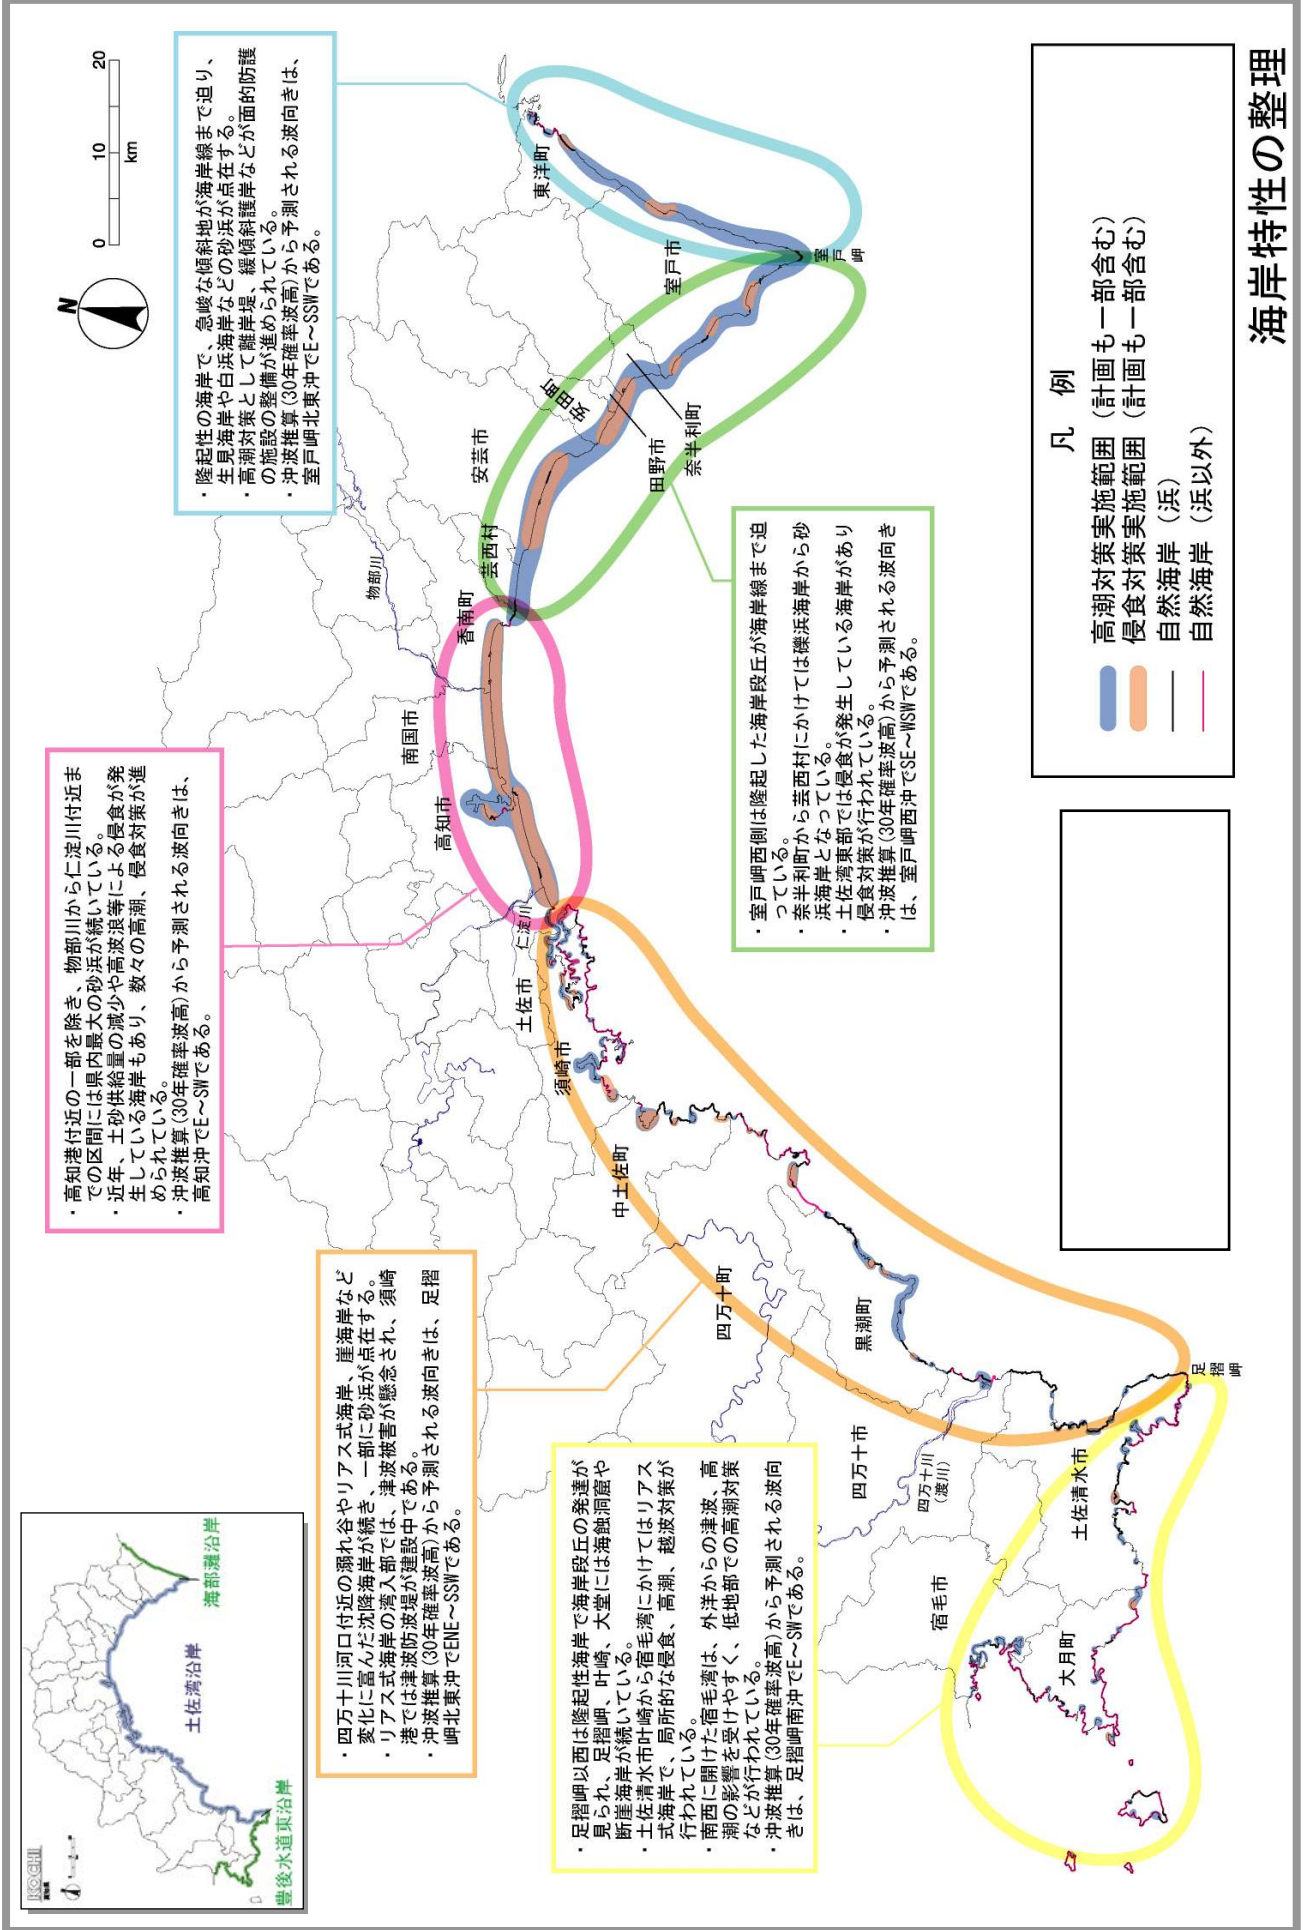 海岸特性の整理
KOCHI
海部灘沿岸
土佐湾沿岸
豊後水道東沿岸
・高知港付近の一部を除き、物部川から仁淀川付近ま
での区間には県内最大の砂浜が続いている。
・近年、土砂供給量の減少や高波浪等による侵食が発
生している海岸もあり、数々の高潮、侵食対策が進
められている。
・沖波推算(30年確率波高)から予測される波向きは、
高知沖でE～SWである。
・隆起性の海岸で、急峻な傾斜地が海岸線まで迫り、
生見海岸や白浜海岸などの砂浜が点在する。
・高潮対策として離岸堤、緩傾斜護岸などが面的防護
の施設の整備が進められている。
・沖波推算(30年確率波高)から予測される波向きは、
室戸岬北東沖でE～SSWである。
N
0
10
20
km
・四万十川河口付近の溺れ谷やリアス式海岸、崖海岸など
変化に富んだ沈降海岸が続き、一部に砂浜が点在する。
・リアス式海岸の湾入部では、津波被害が懸念され、須崎
港では津波防波堤が建設中である。
・沖波推算(30年確率波高)から予測される波向きは、足摺
岬北東沖でENE～SSWである。
・足摺岬以西は隆起性海岸で海岸段丘の発達が
見られ、足摺岬、叶崎、大堂には海蝕洞窟や
断崖海岸が続いている。
・土佐清水市叶崎から宿毛湾にかけてはリアス
式海岸で、局所的な侵食、高潮、越波対策が
行われている。
・南西に開けた宿毛湾は、外洋からの津波、高
潮の影響を受けやすく、低地部での高潮対策
などが行われている。
・沖波推算(30年確率波高)から予測される波向
きは、足摺岬南沖でE～SWである。
・室戸岬西側は隆起した海岸段丘が海岸線まで迫
っている。
・奈半利町から芸西村にかけては礫浜海岸から砂
浜海岸となっている。
・土佐湾東部では侵食が発生している海岸があり
侵食対策が行われている。
・沖波推算(30年確率波高)から予測される波向き
は、室戸岬西沖でSE～WSWである。
物部川
高知市
南国市
香南町
芸西村
安芸市
安田町
田野市
奈半利町
室戸市
東洋町
室戸岬
仁淀川
土佐市
須崎市
中土佐町
四万十町
黒潮町
四万十市
四万十川
(渡川)
宿毛市
土佐清水市
大月町
足摺岬
凡 例
高潮対策実施範囲（計画も一部含む）
侵食対策実施範囲（計画も一部含む）
自然海岸（浜）
自然海岸（浜以外）